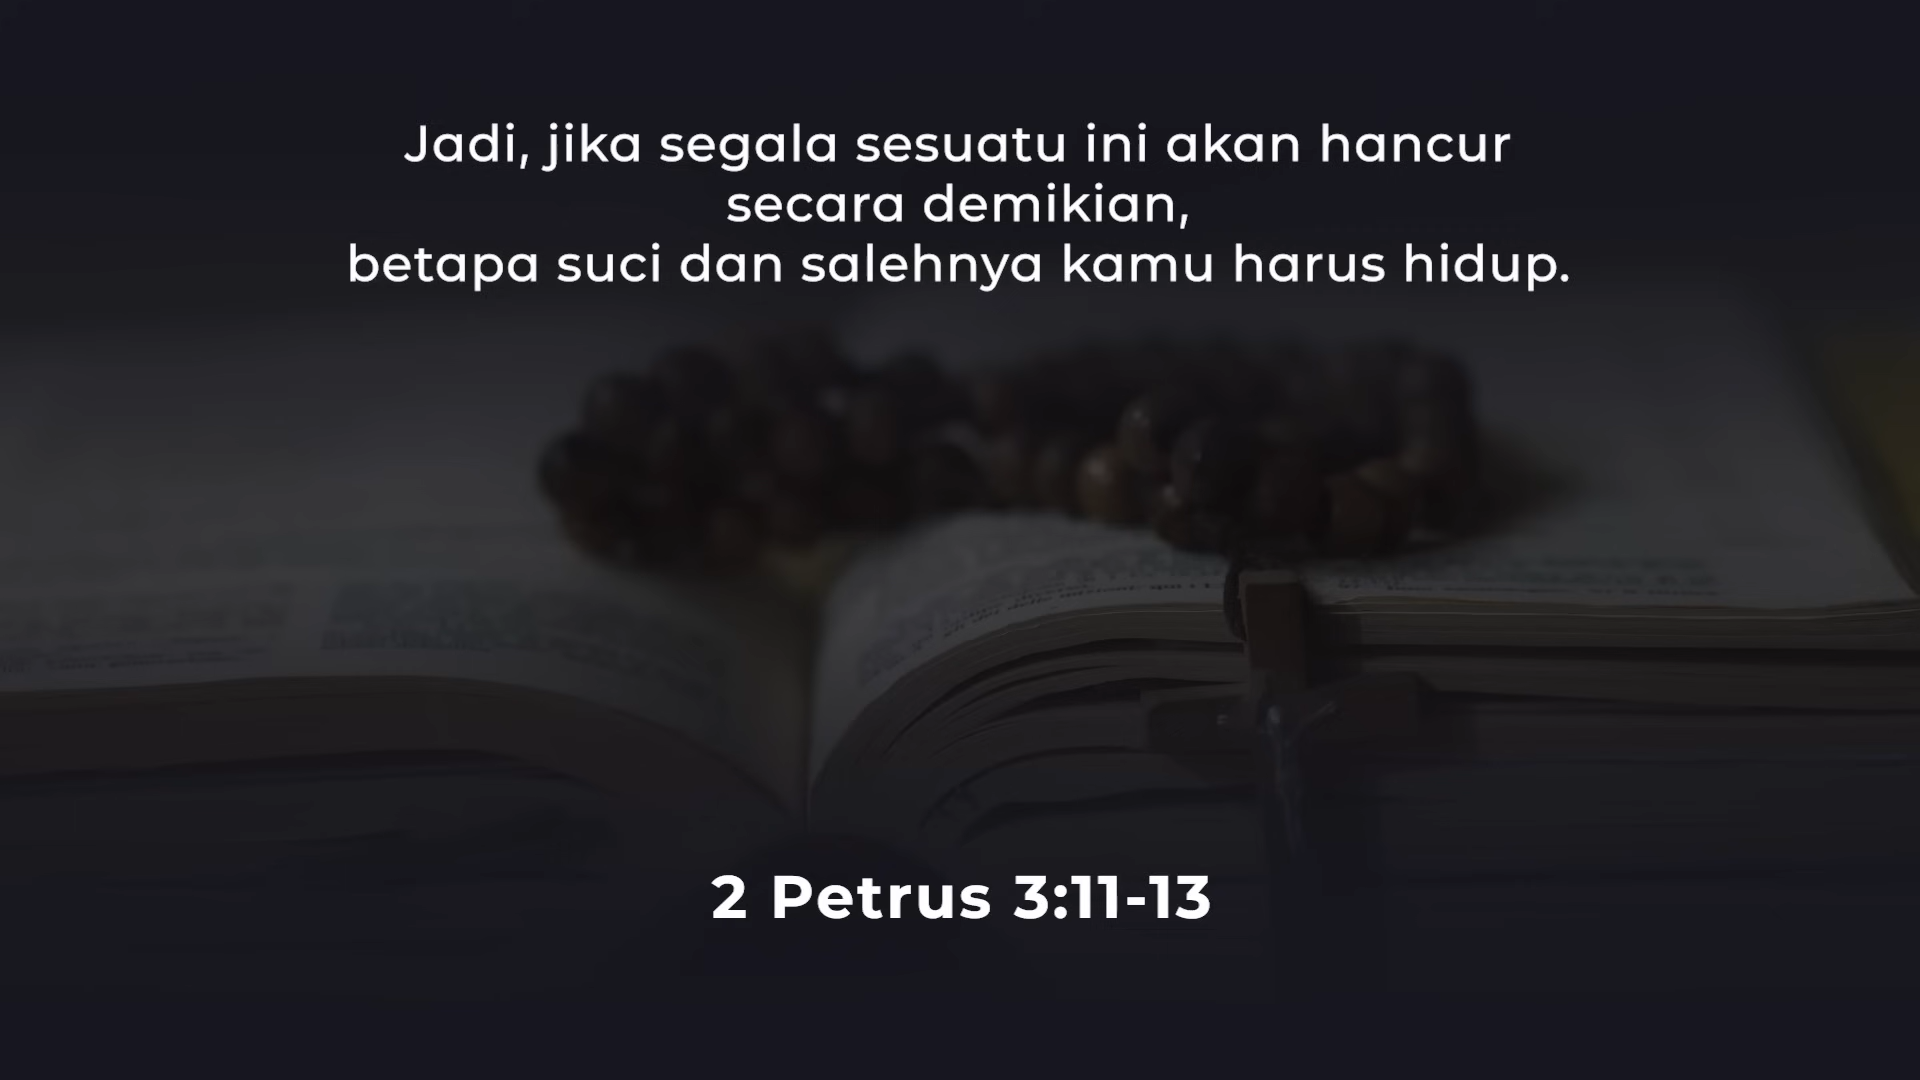 Jadi, jika segala sesuatu ini akan hancur
secara demikian,
betapa suci dan salehnya kamu harus hidup.
2 Petrus 3:11-13